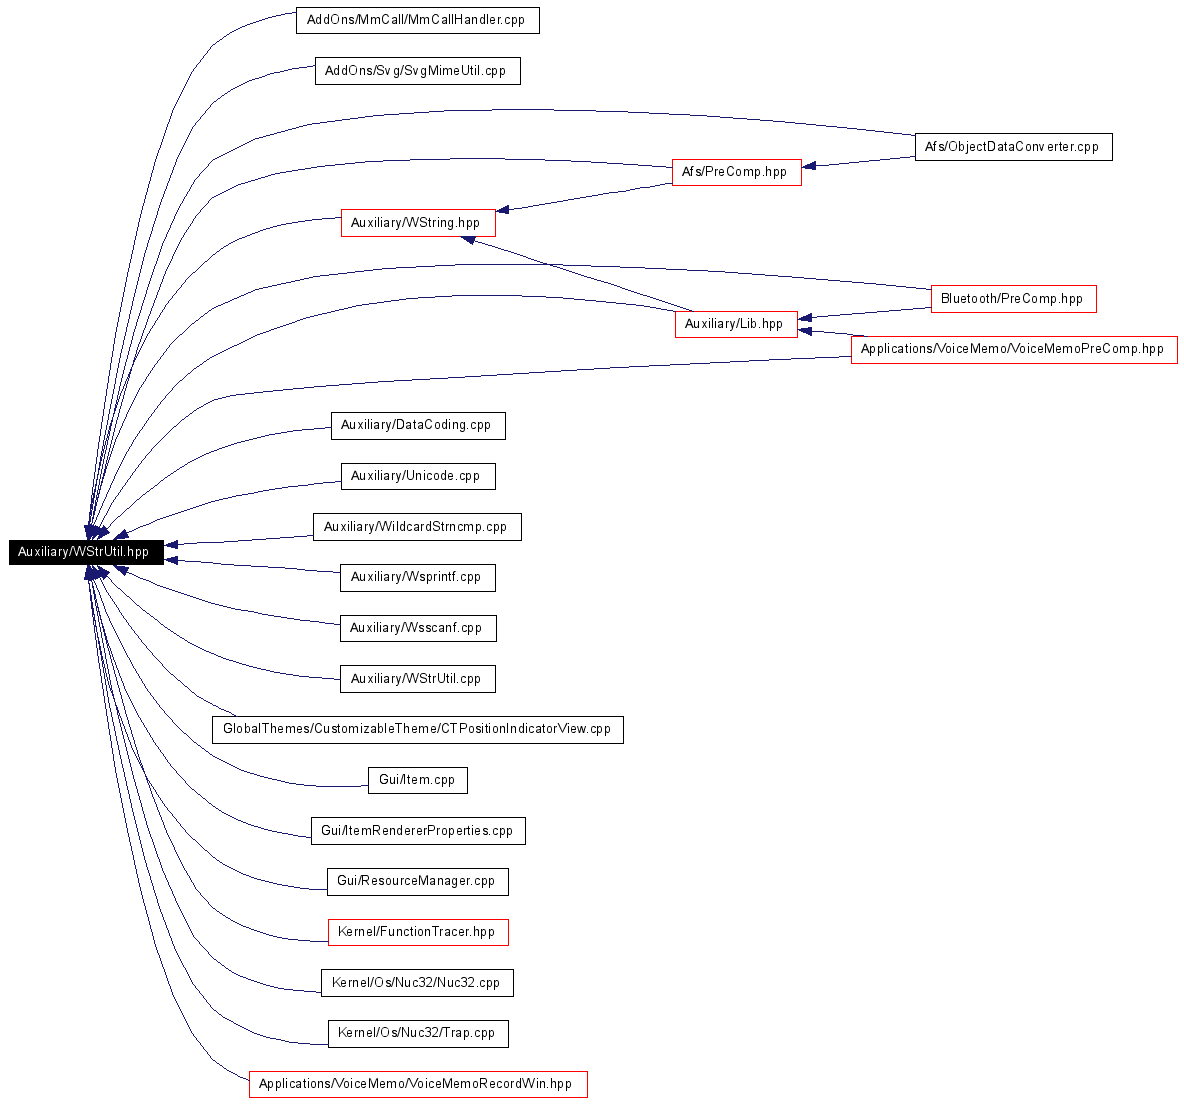 AddOns/MmCall/MmCallHandler.cpp
AddOns/Svg/SvgMimeUtil.cpp
Afs/ObjectDataConverter.cpp
Afs/PreComp.hpp
Auxiliary/WString.hpp
Bluetooth/PreComp.hpp
Auxiliary/Lib.hpp
Applications/VoiceMemo/VoiceMemoPreComp.hpp
Auxiliary/DataCoding.cpp
Auxiliary/Unicode.cpp
Auxiliary/WildcardStrncmp.cpp
Auxiliary/WStrUtil.hpp
Auxiliary/Wsprintf.cpp
Auxiliary/Wsscanf.cpp
Auxiliary/WStrUtil.cpp
GlobalThemes/CustomizableTheme/CTPositionIndicatorView.cpp
Gui/Item.cpp
Gui/ItemRendererProperties.cpp
Gui/ResourceManager.cpp
Kernel/FunctionTracer.hpp
Kernel/Os/Nuc32/Nuc32.cpp
Kernel/Os/Nuc32/Trap.cpp
Applications/VoiceMemo/VoiceMemoRecordWin.hpp